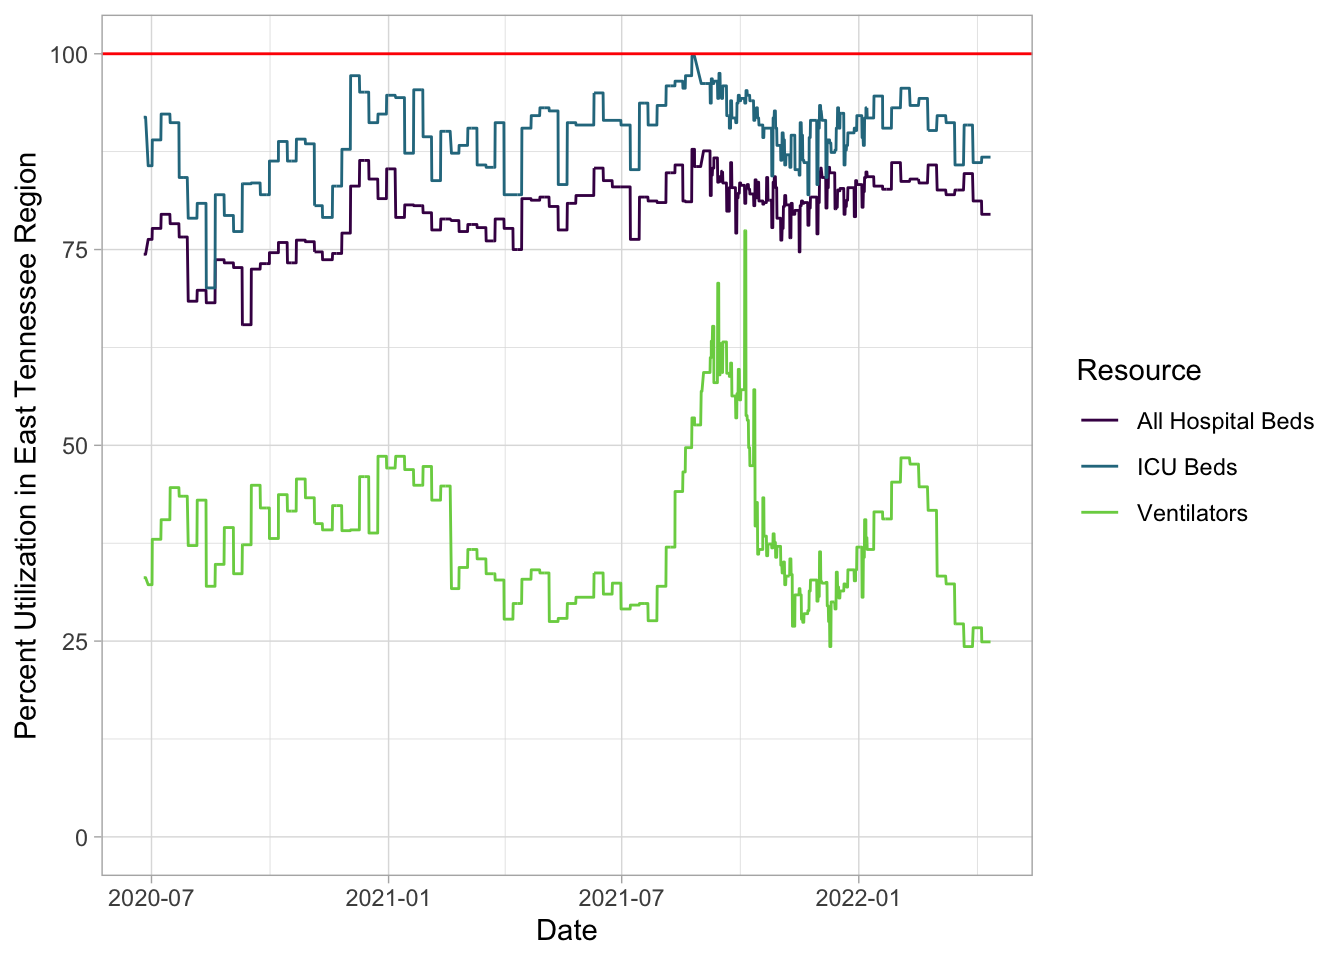 Percent Utilization in East Tennessee Region
100
75
50
25
0
2020-07
2021-01
2021-07
2022-01
Date
Resource
All Hospital Beds
ICU Beds
Ventilators